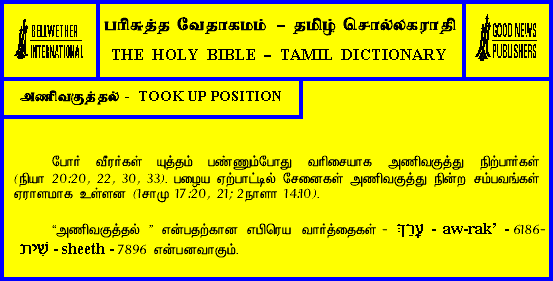 BELLWETHER
INTERNATIONAL
பரிசுத்த வேதாகமம் – தமிழ் சொல்லகராதி
THE HOLY BIBLE – TAMIL DICTIONARY
GOOD NEWS
PUBLISHERS
அணிவகுத்தல் - TOOK UP POSITION
போர் வீரர்கள் யுத்தம் பண்ணும்போது வரிசையாக அணிவகுத்து நிற்பார்கள்
(நியா 20:20, 22, 30, 33). பழைய ஏற்பாட்டில் சேனைகள் அணிவகுத்து நின்ற சம்பவங்கள்
ஏராளமாக உள்ளன (1சாமு 17:20, 21; 2நாளா 14:10).
“அணிவகுத்தல் ” என்பதற்கான எபிரெய வார்த்தைகள் - עָרַךְ - aw-rak’ - 6186-
שִׁית - sheeth - 7896 என்பனவாகும்.